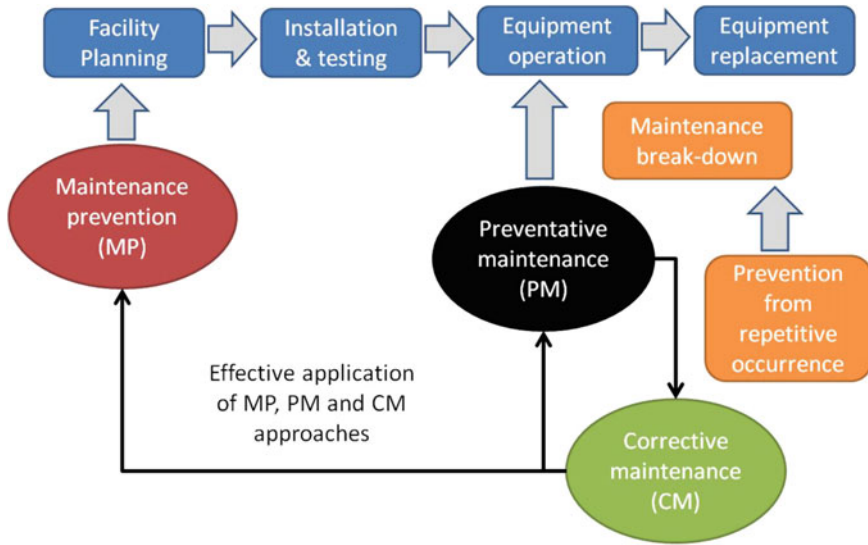 Facility
Planning
Installation
& testing
Equipment
operation
Equipment
replacement
Maintenance
break-down
Maintenance
prevention
(MP)
Preventative
maintenance
(PM)
Prevention
from
repetitive
occurrence
Effective application
of MP, PM and CM
approaches
Corrective
maintenance
(CM)